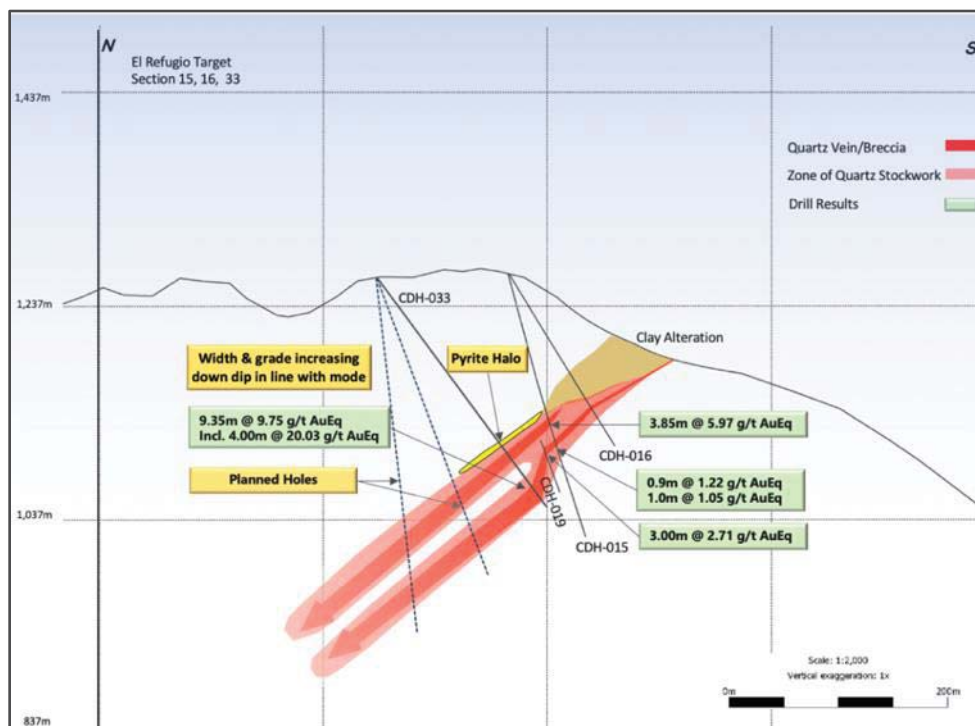 N
S
El Refugio Target
Section 15, 16, 33
1,437m
Quartz Vein/Breccia
Zone of Quartz Stockwork
Drill Results
1,237m
CDH-033
Clay Alteration
Width & grade increasing
down dip in line with mode
Pyrite Halo
9.35m @ 9.75 g/t AuEq
Incl. 4.00m @ 20.03 g/t AuEq
3.85m @ 5.97 g/t AuEq
CDH-016
Planned Holes
0.9m @ 1.22 g/t AuEq
1.0m @ 1.05 g/t AuEq
1,037m
CDH-019
CDH-015
3.00m @ 2.71 g/t AuEq
Scale: 1:2,000
Vertical exaggeration: 1x
0m
200m
837m